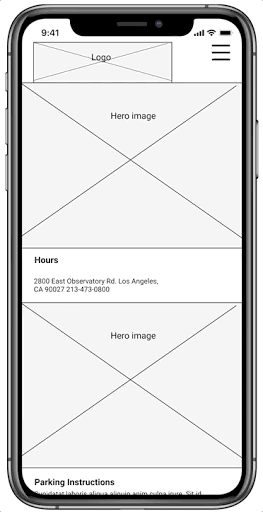 9:41
Logo
Hero image
Hours
2800 East Observatory Rd. Los Angeles,
CA 90027 213-473-0800
Hero image
Parking Instructions
Cupidatat laboris aliqua aliquip anim culpa irure. Sit id